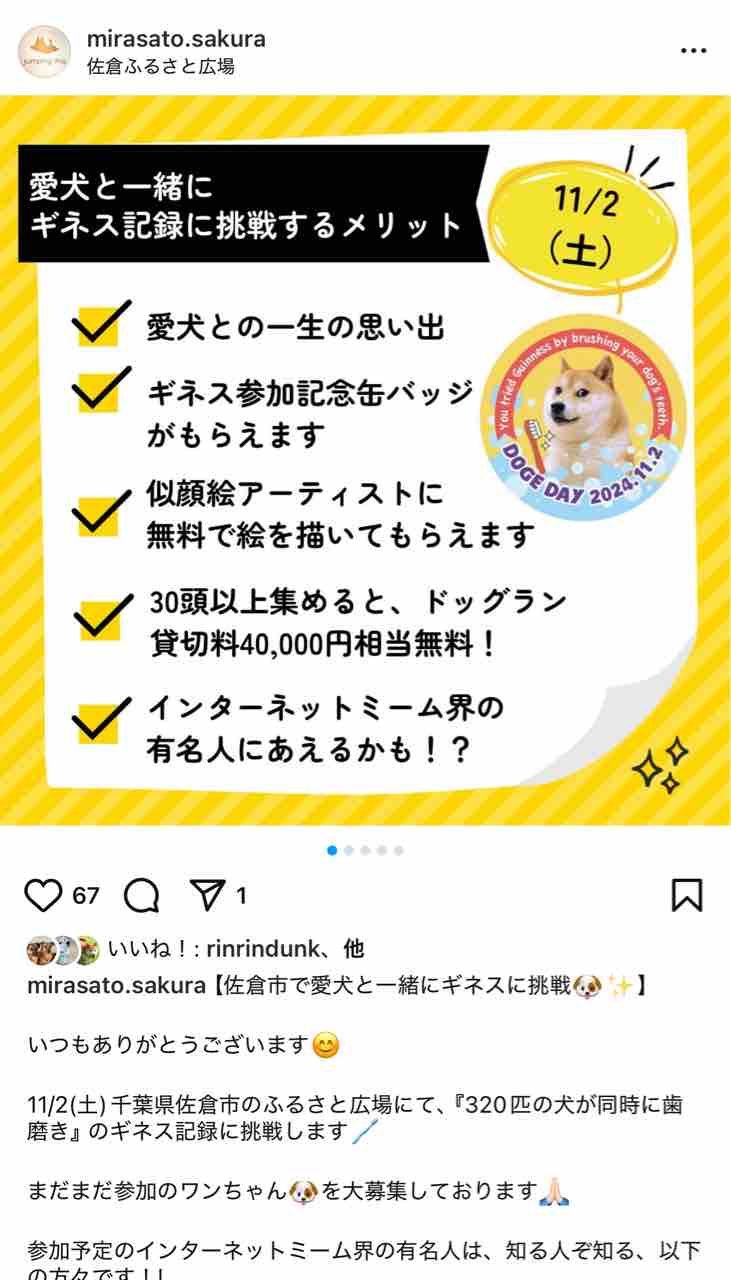 mirasato.sakura
佐倉ふるさと広場
愛犬と一緒に
ギネス記録に挑戦するメリット
11/2
(土)
愛犬との一生の思い出
ギネス参加記念缶バッジ
がもらえます
You tried Guinness by brushing your dog's teeth.
DOGE DAY 2024.11.2
似顔絵アーティストに
無料で絵を描いてもらえます
30頭以上集めると、ドッグラン
貸切料40,000円相当無料！
インターネットミーム界の
有名人にあえるかも！？
67
1
いいね！: rinrindunk、他
mirasato.sakura【佐倉市で愛犬と一緒にギネスに挑戦🐶✨】
いつもありがとうございます😊
11/2(土)千葉県佐倉市のふるさと広場にて、『320匹の犬が同時に歯
磨き』のギネス記録に挑戦します🪥
まだまだ参加のワンちゃん🐶を大募集しております🙏🏻
参加予定のインターネットミーム界の有名人は、知る人ぞ知る、以下
の方々です！！